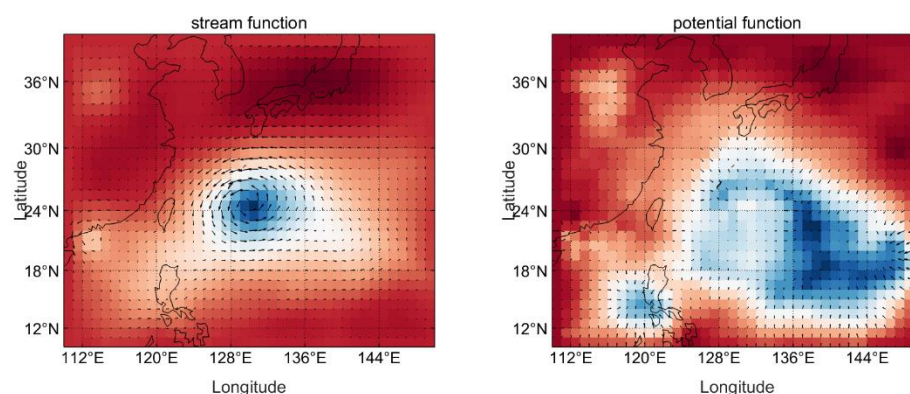 stream function
36°N
30°N
24°N
18°N
12°N
Latitude
112°E 120°E 128°E 136°E 144°E
Longitude
potential function
36°N
30°N
24°N
18°N
12°N
Latitude
112°E 120°E 128°E 136°E 144°E
Longitude